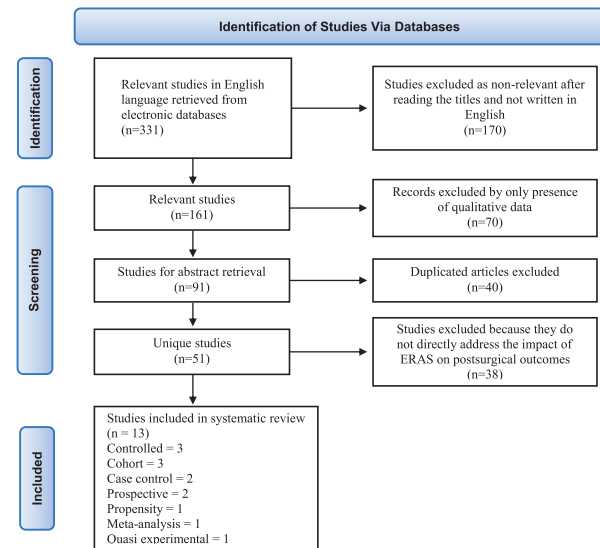 Identification of Studies Via Databases
Identification
Relevant studies in English
language retrieved from
electronic databases
(n=331)
Studies excluded as non-relevant after
reading the titles and not written in
English
(n=170)
Screening
Relevant studies
(n=161)
Records excluded by only presence
of qualitative data
(n=70)
Studies for abstract retrieval
(n=91)
Duplicated articles excluded
(n=40)
Unique studies
(n=51)
Studies excluded because they do
not directly address the impact of
ERAS on postsurgical outcomes
(n=38)
Included
Studies included in systematic review
(n = 13)
Controlled = 3
Cohort = 3
Case control = 2
Prospective = 2
Propensity = 1
Meta-analysis = 1
Quasi experimental = 1